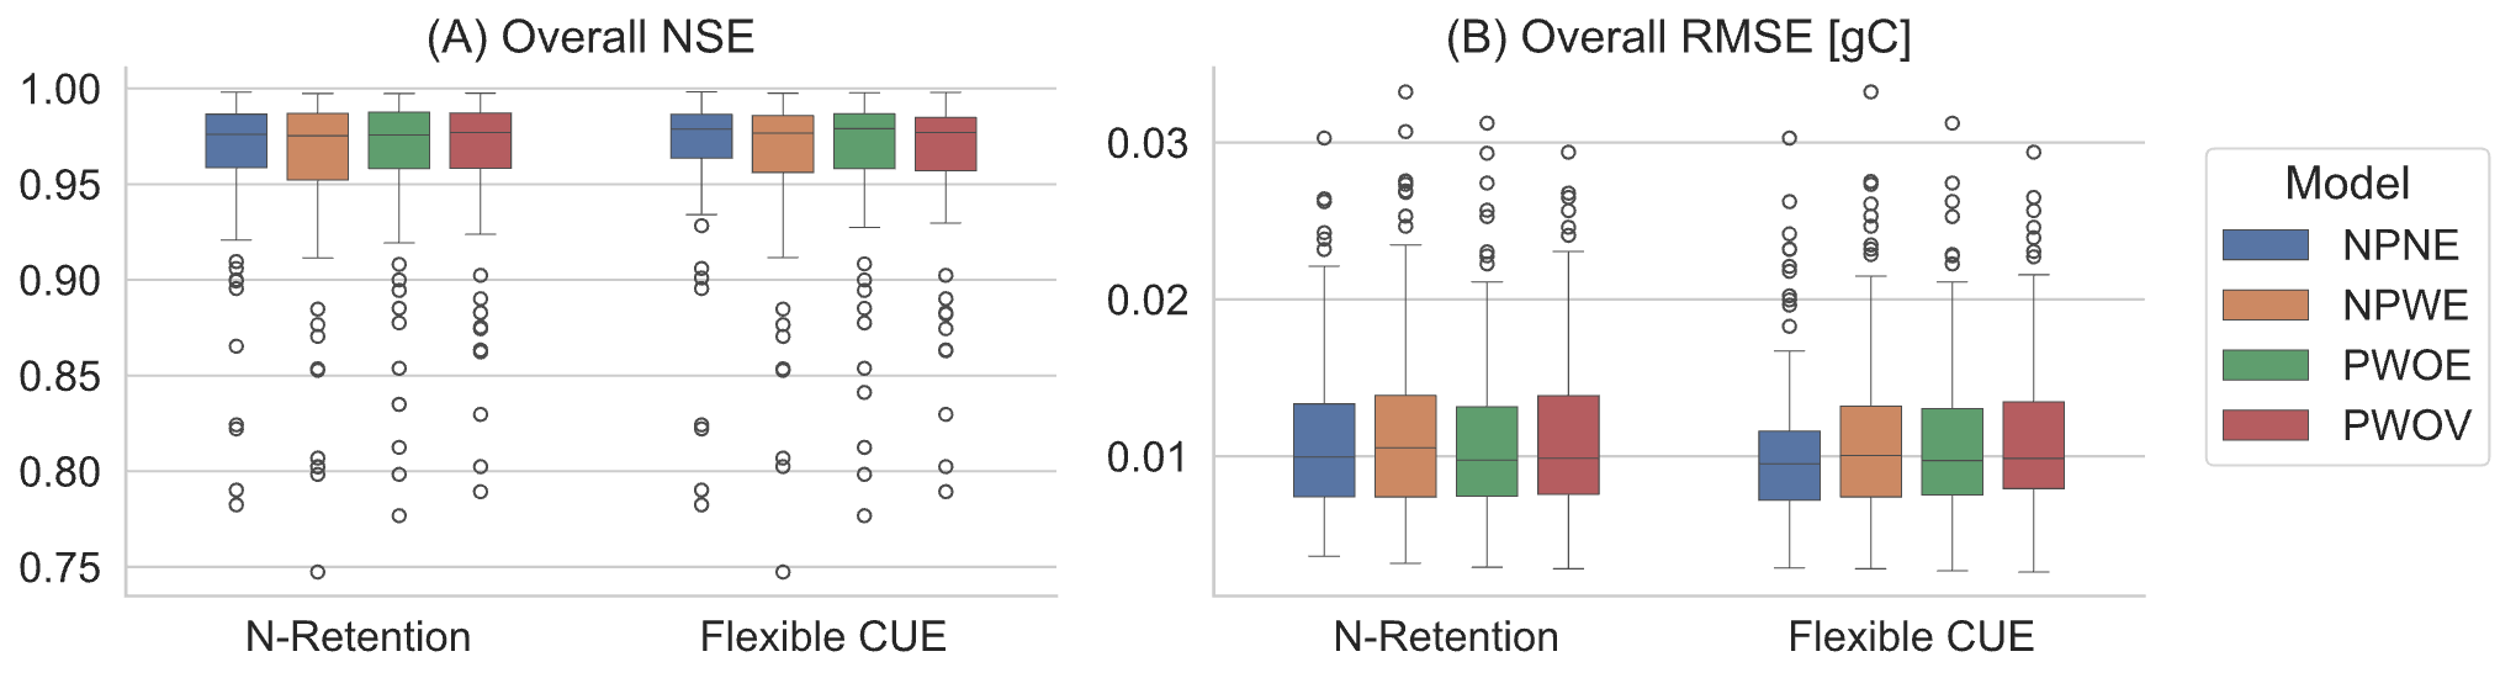 (A) Overall NSE
1.00
0.95
0.90
0.85
0.80
0.75
N-Retention
Flexible CUE
(B) Overall RMSE [gC]
0.03
0.02
0.01
N-Retention
Flexible CUE
Model
NPNE
NPWE
PWOE
PWOV